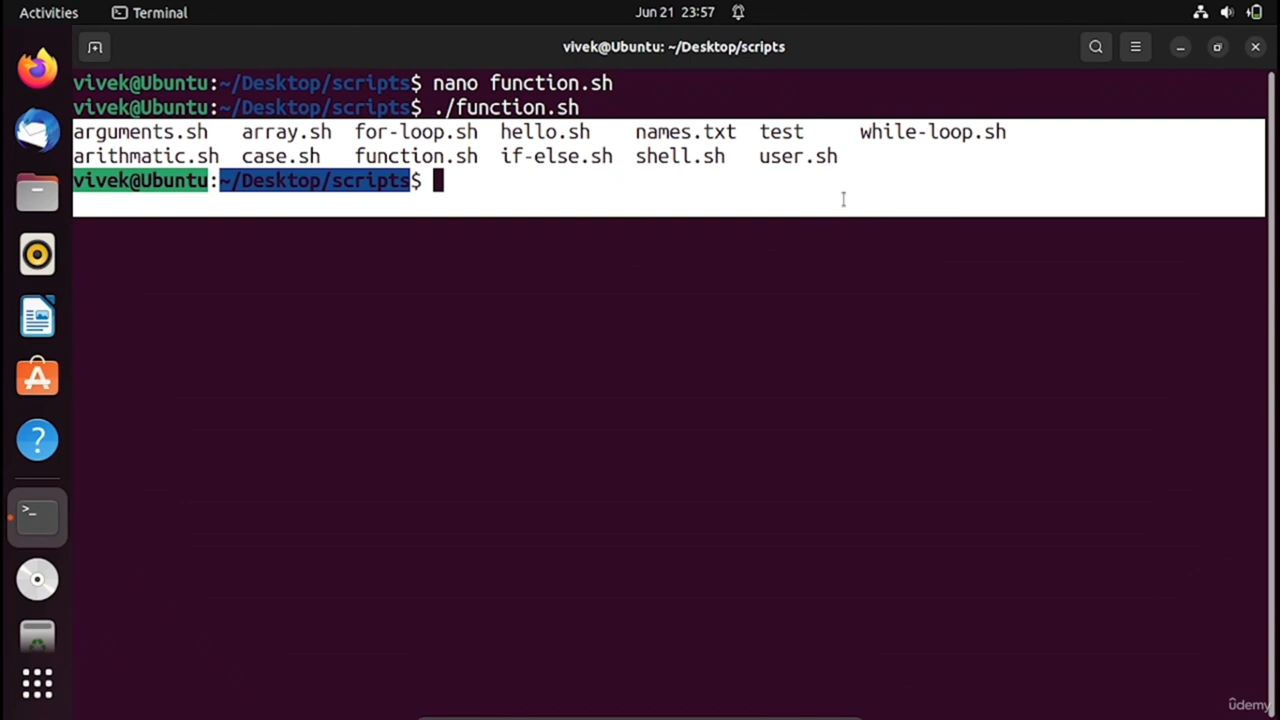 Activities Terminal Jun 21 23:57
vivek@Ubuntu: ~/Desktop/scripts
vivek@Ubuntu:~/Desktop/scripts$ nano function.sh
vivek@Ubuntu:~/Desktop/scripts$ ./function.sh
arguments.sh array.sh for-loop.sh hello.sh names.txt test while-loop.sh
arithmatic.sh case.sh function.sh if-else.sh shell.sh user.sh
vivek@Ubuntu:~/Desktop/scripts$
>_
?
A
udemy